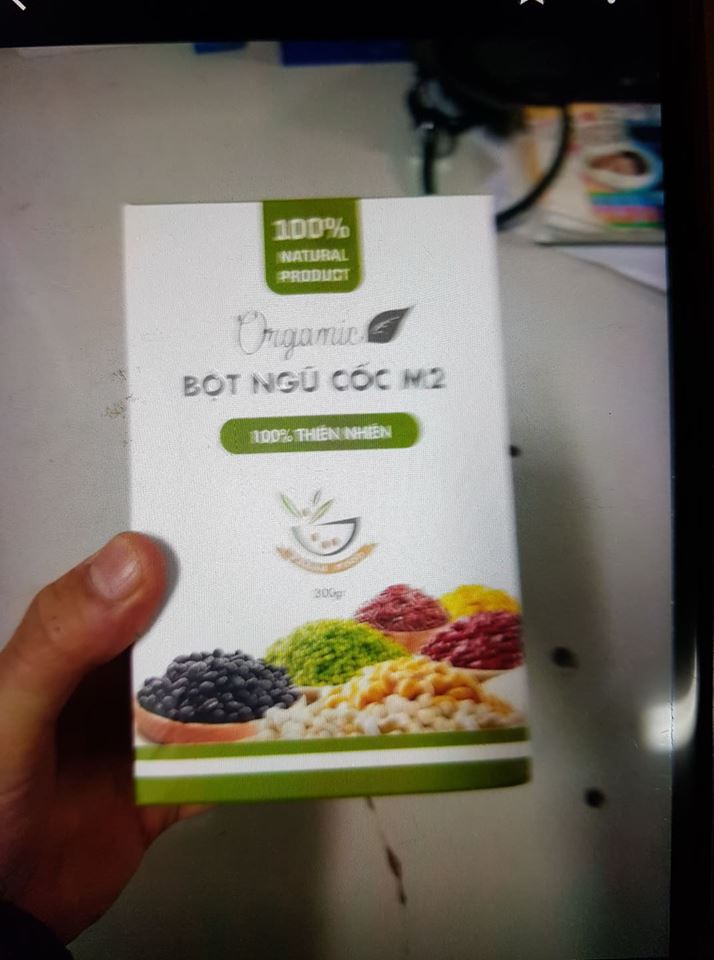 100%
NATURAL
PRODUCT
Organic
BỘT NGŨ CỐC M2
100% THIÊN NHIÊN
300gr